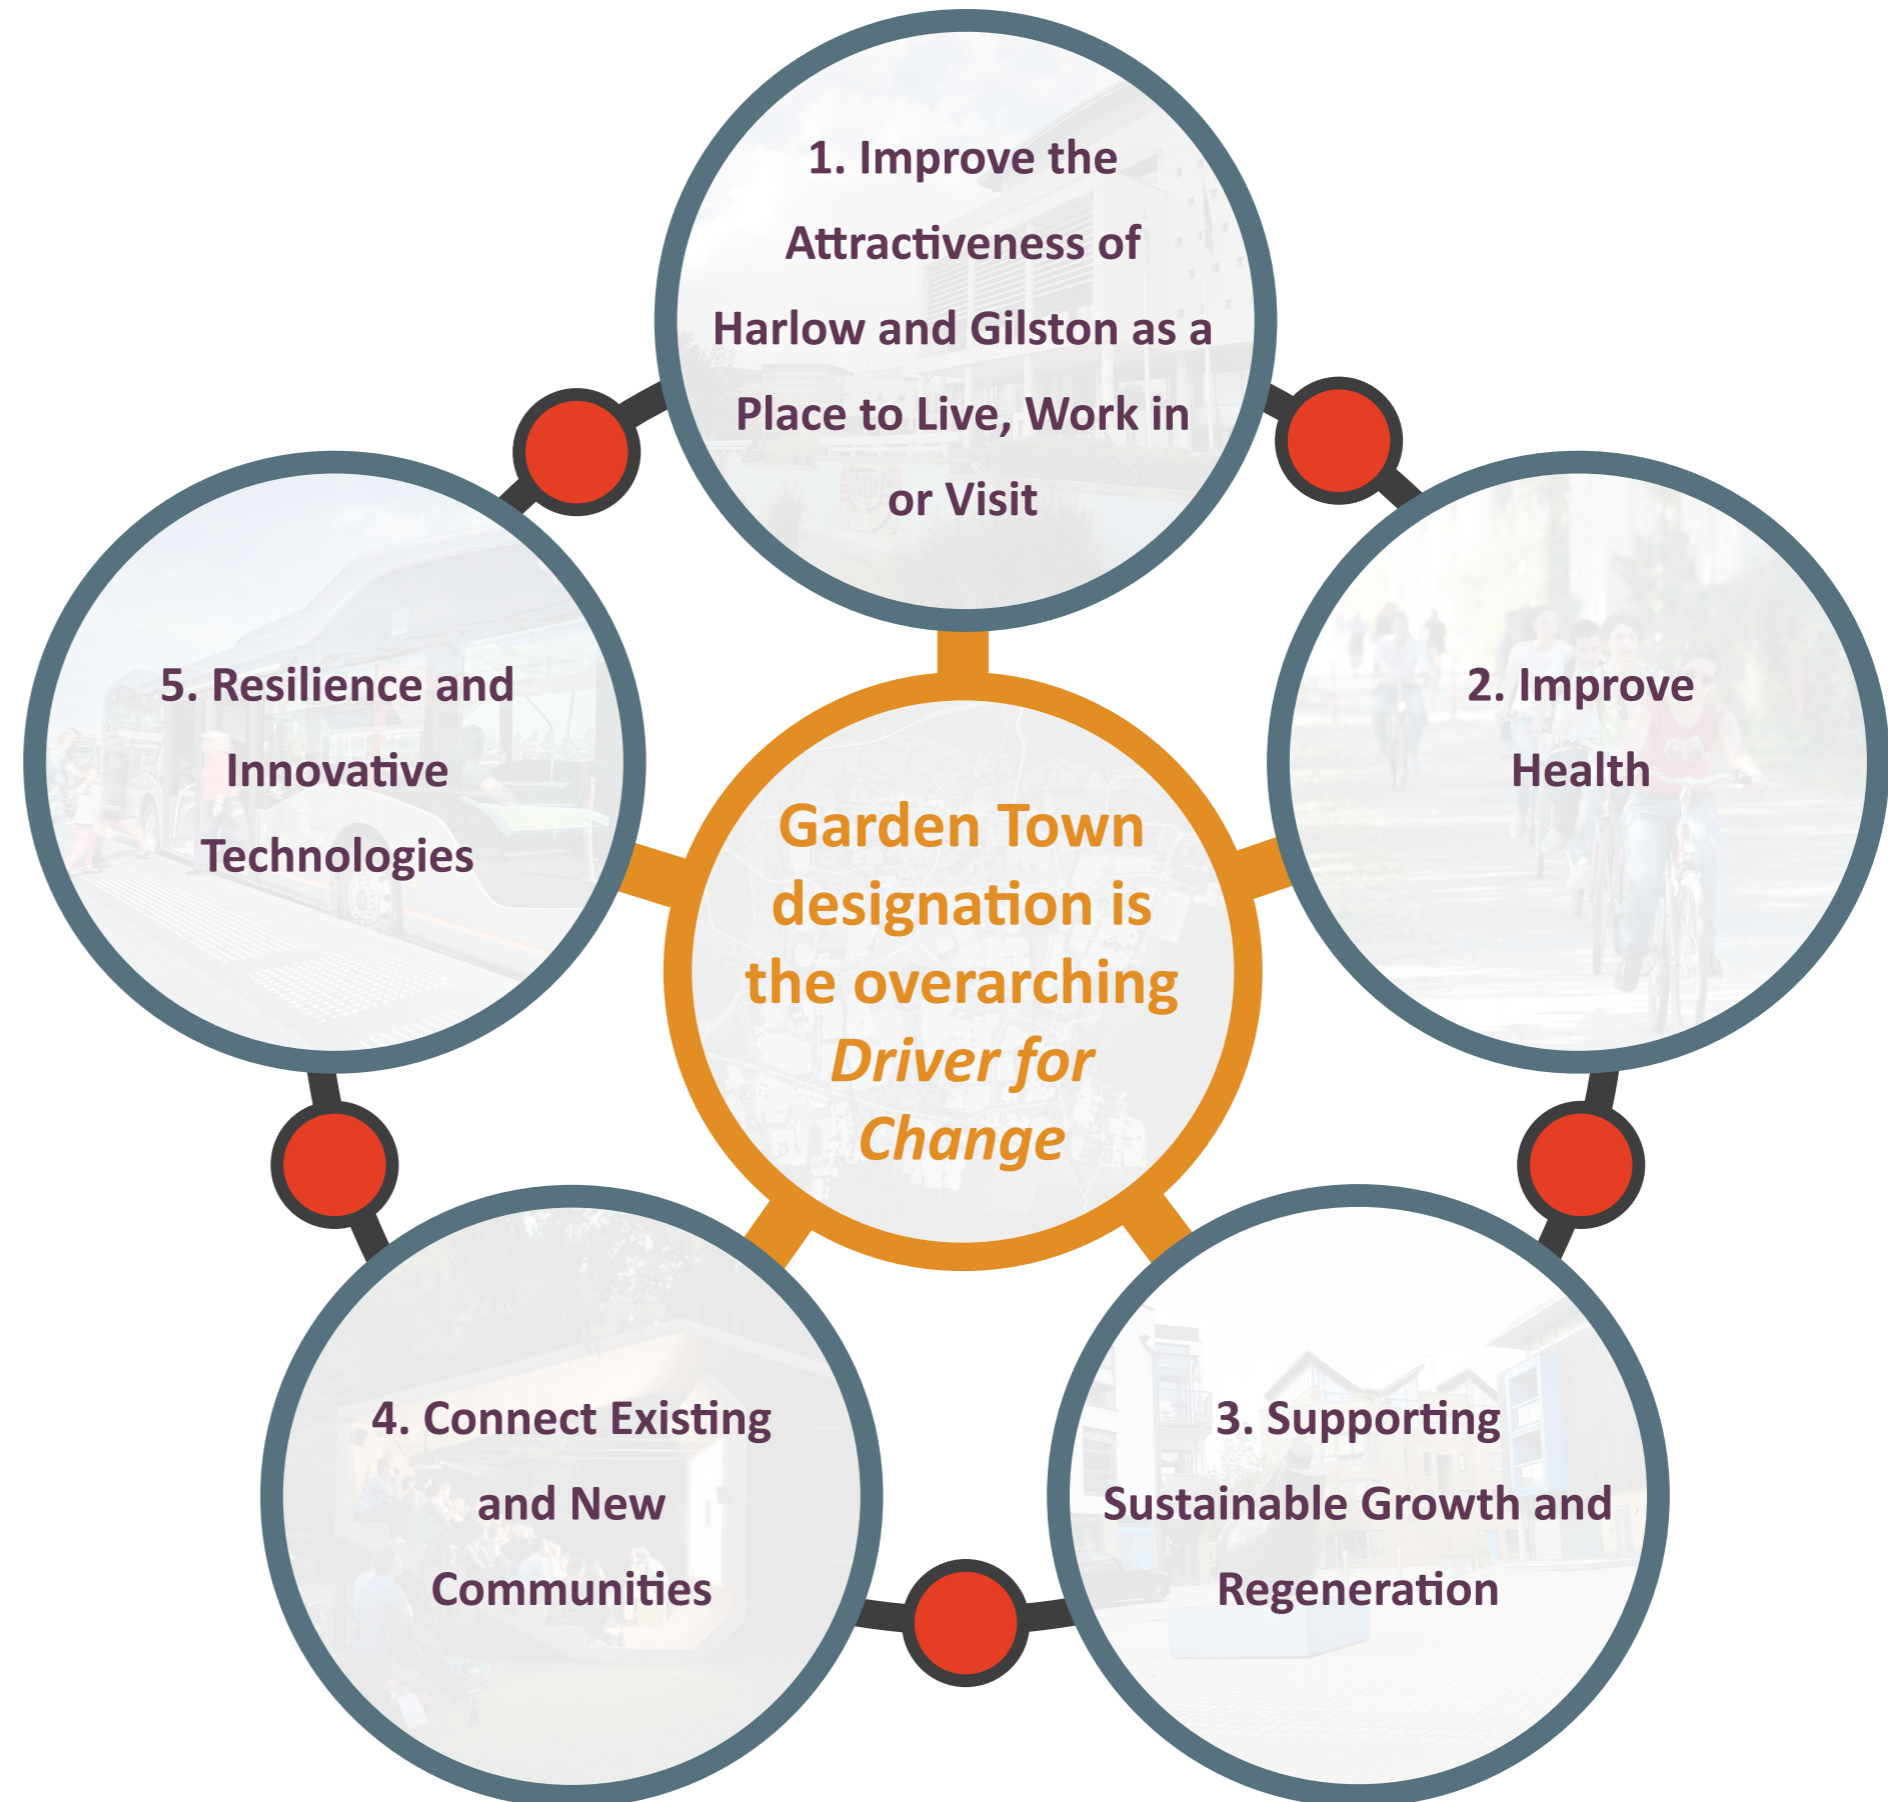 1. Improve the
Attractiveness of
Harlow and Gilston as a
Place to Live, Work in
or Visit
2. Improve
Health
3. Supporting
Sustainable Growth and
Regeneration
4. Connect Existing
and New
Communities
5. Resilience and
Innovative
Technologies
Garden Town
designation is
the overarching
Driver for
Change